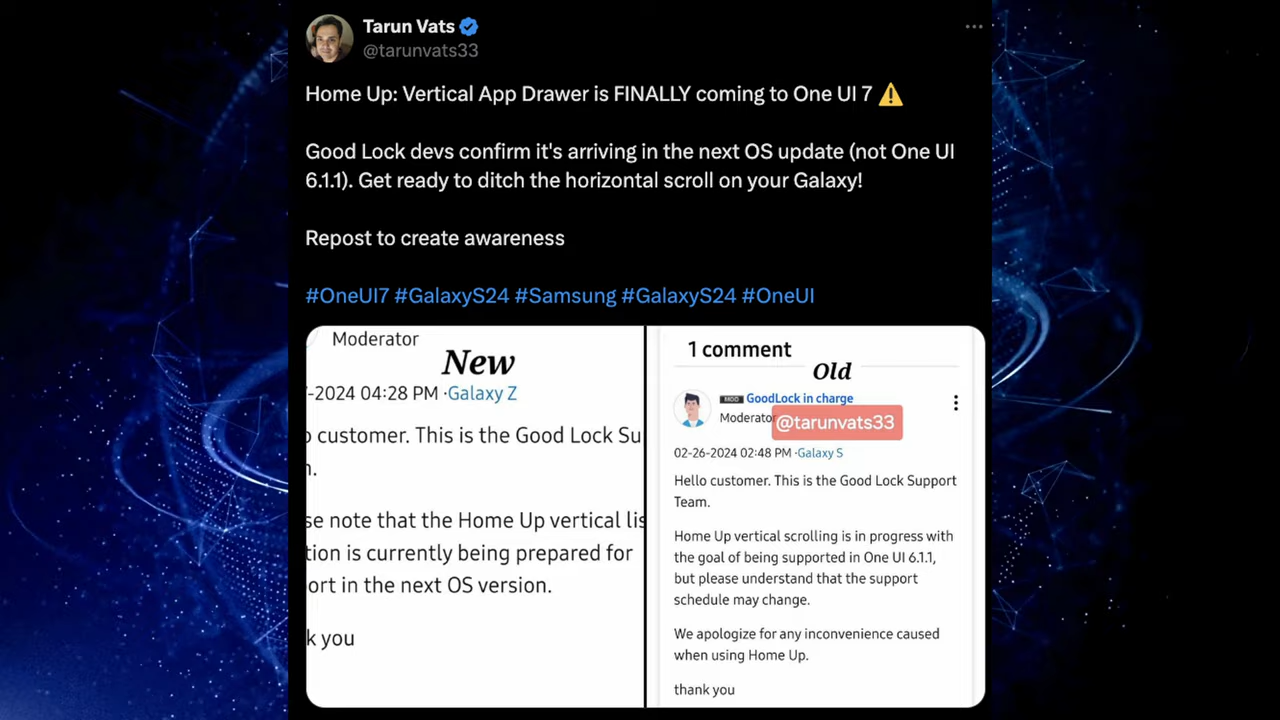 Tarun Vats
@tarunvats33
Home Up: Vertical App Drawer is FINALLY coming to One UI 7 ⚠️
Good Lock devs confirm it's arriving in the next OS update (not One UI
6.1.1). Get ready to ditch the horizontal scroll on your Galaxy!
Repost to create awareness
#OneUI7 #GalaxyS24 #Samsung #GalaxyS24 #OneUI
Moderator
New
-2024 04:28 PM ·Galaxy Z
customer. This is the Good Lock Su
se note that the Home Up vertical lis
tion is currently being prepared for
ort in the next OS version.
k you
1 comment
Old
MOD GoodLock in charge
Moderator
@tarunvats33
02-26-2024 02:48 PM ·Galaxy S
Hello customer. This is the Good Lock Support
Team.
Home Up vertical scrolling is in progress with
the goal of being supported in One UI 6.1.1,
but please understand that the support
schedule may change.
We apologize for any inconvenience caused
when using Home Up.
thank you